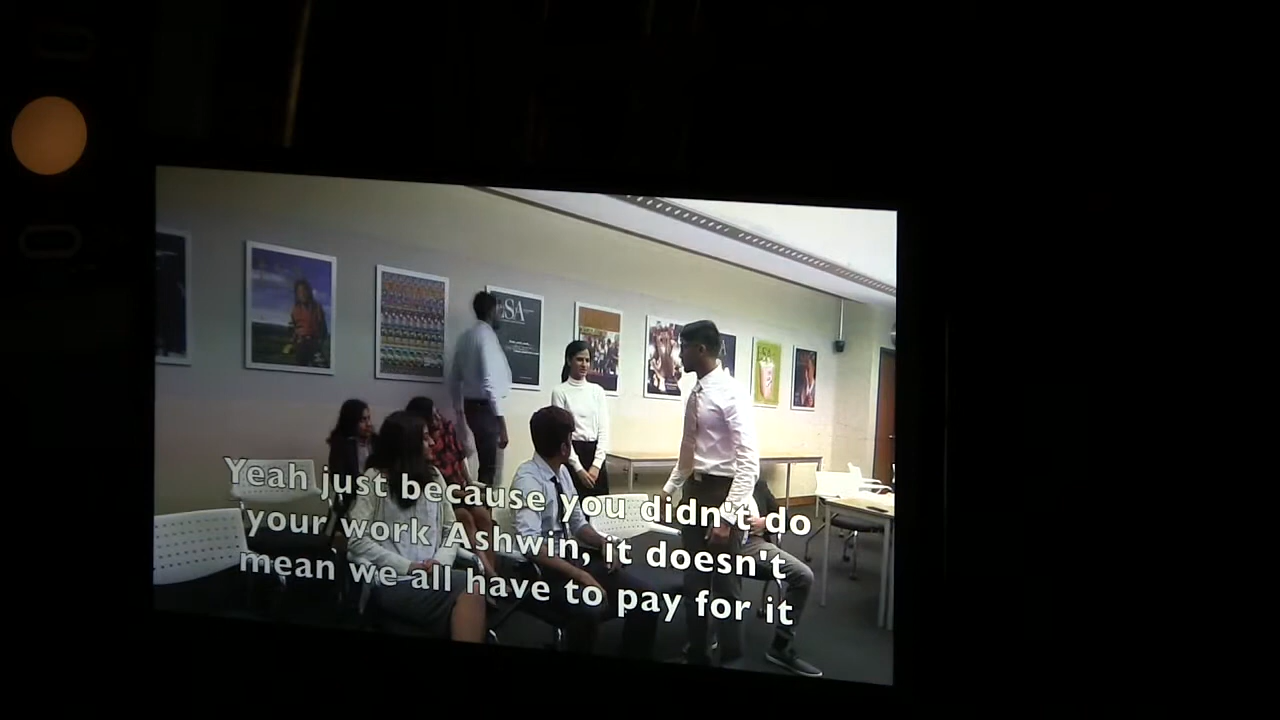 ESA
Yeah just because you didn't do
your work Ashwin, it doesn't
mean we all have to pay for it